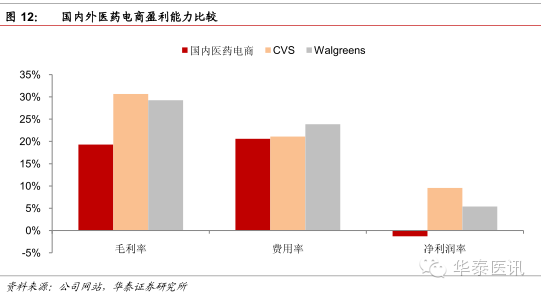 图 12： 国内外医药电商盈利能力比较
国内医药电商 CVS Walgreens
35%
30%
25%
20%
15%
10%
5%
0%
-5%
毛利率 费用率 净利润率
华泰医讯
资料来源：公司网站，华泰证券研究所